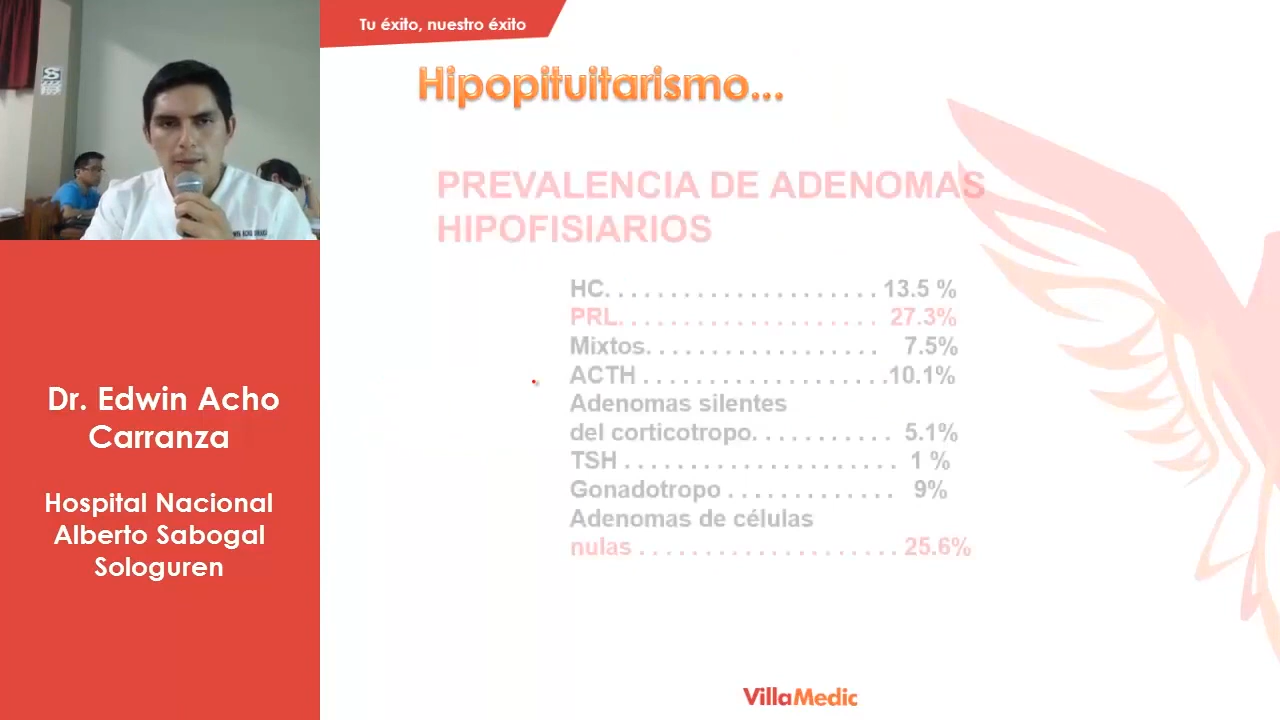 Tu éxito, nuestro éxito
Hipopituitarismo...
PREVALENCIA DE ADENOMAS
HIPOFISIARIOS
HC. . . . . . . . . . . . . . . . . . . . . 13.5 %
PRL. . . . . . . . . . . . . . . . . . . . 27.3%
Mixtos. . . . . . . . . . . . . . . . . . 7.5%
ACTH . . . . . . . . . . . . . . . . . . .10.1%
Adenomas silentes
del corticotropo. . . . . . . . . . . 5.1%
TSH . . . . . . . . . . . . . . . . . . . . . 1 %
Gonadotropo . . . . . . . . . . . . . 9%
Adenomas de células
nulas . . . . . . . . . . . . . . . . . . . . 25.6%
Dr. Edwin Acho
Carranza
Hospital Nacional
Alberto Sabogal
Sologuren
VillaMedic